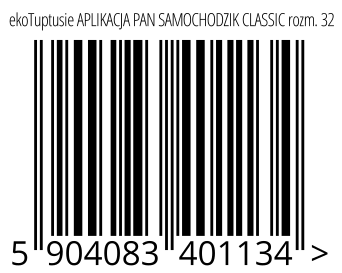 ekoTuptusie APLIKACJA PAN SAMOCHODZIK CLASSIC rozm. 32
5 904083 401134 >